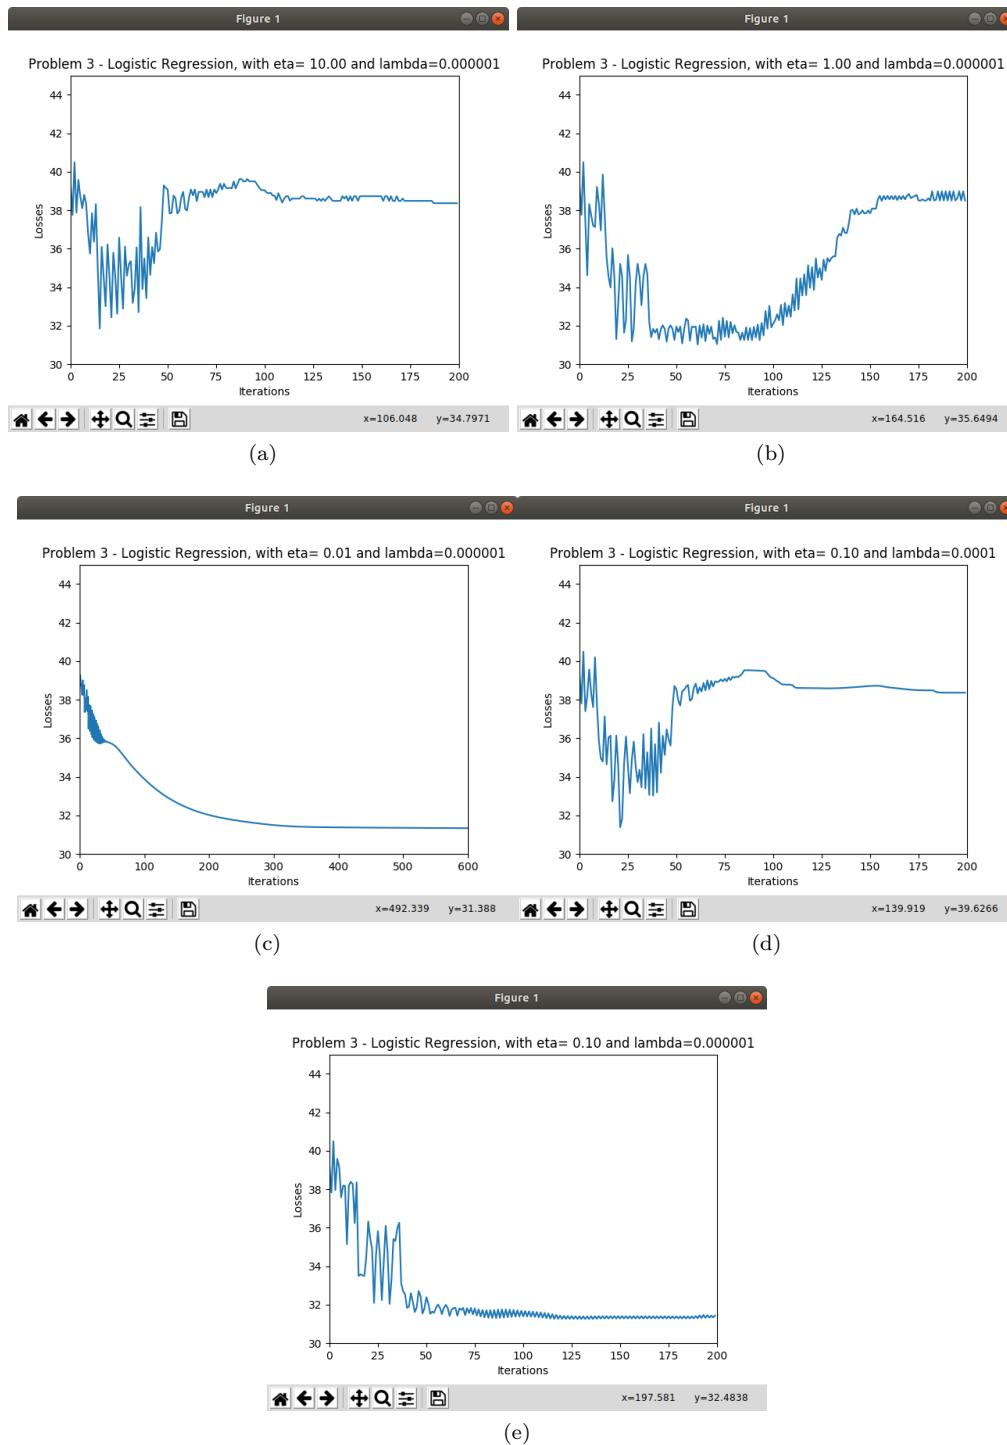 Figure 1
Problem 3 - Logistic Regression, with eta= 10.00 and lambda=0.000001
44
42
40
38
36
34
32
30
Losses
0 25 50 75 100 125 150 175 200
Iterations
x=106.048 y=34.7971
(a)
Figure 1
Problem 3 - Logistic Regression, with eta= 1.00 and lambda=0.000001
44
42
40
38
36
34
32
30
Losses
0 25 50 75 100 125 150 175 200
Iterations
x=164.516 y=35.6494
(b)
Figure 1
Problem 3 - Logistic Regression, with eta= 0.01 and lambda=0.000001
44
42
40
38
36
34
32
30
Losses
0 100 200 300 400 500 600
Iterations
x=492.339 y=31.388
(c)
Figure 1
Problem 3 - Logistic Regression, with eta= 0.10 and lambda=0.0001
44
42
40
38
36
34
32
30
Losses
0 25 50 75 100 125 150 175 200
Iterations
x=139.919 y=39.6266
(d)
Figure 1
Problem 3 - Logistic Regression, with eta= 0.10 and lambda=0.000001
44
42
40
38
36
34
32
30
Losses
0 25 50 75 100 125 150 175 200
Iterations
x=197.581 y=32.4838
(e)